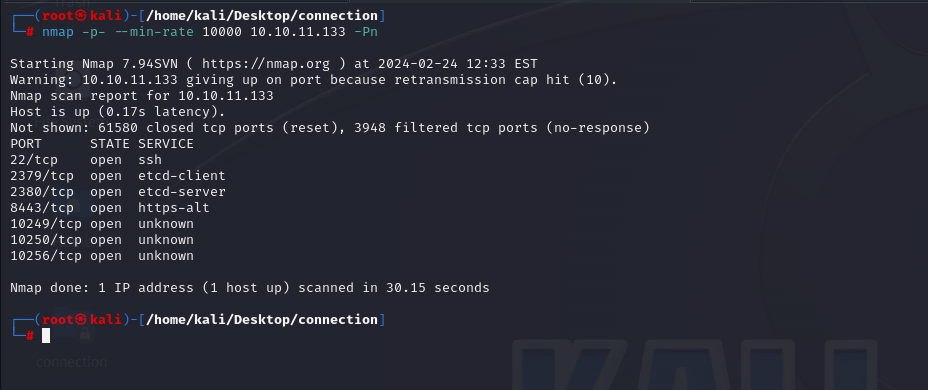 ┌──(root㉿kali)-[/home/kali/Desktop/connection]
└─# nmap -p- --min-rate 10000 10.10.11.133 -Pn
Starting Nmap 7.94SVN ( https://nmap.org ) at 2024-02-24 12:33 EST
Warning: 10.10.11.133 giving up on port because retransmission cap hit (10).
Nmap scan report for 10.10.11.133
Host is up (0.17s latency).
Not shown: 61580 closed tcp ports (reset), 3948 filtered tcp ports (no-response)
PORT      STATE SERVICE
22/tcp    open  ssh
2379/tcp  open  etcd-client
2380/tcp  open  etcd-server
8443/tcp  open  https-alt
10249/tcp open  unknown
10250/tcp open  unknown
10256/tcp open  unknown
Nmap done: 1 IP address (1 host up) scanned in 30.15 seconds
┌──(root㉿kali)-[/home/kali/Desktop/connection]
└─#
connection
KALI